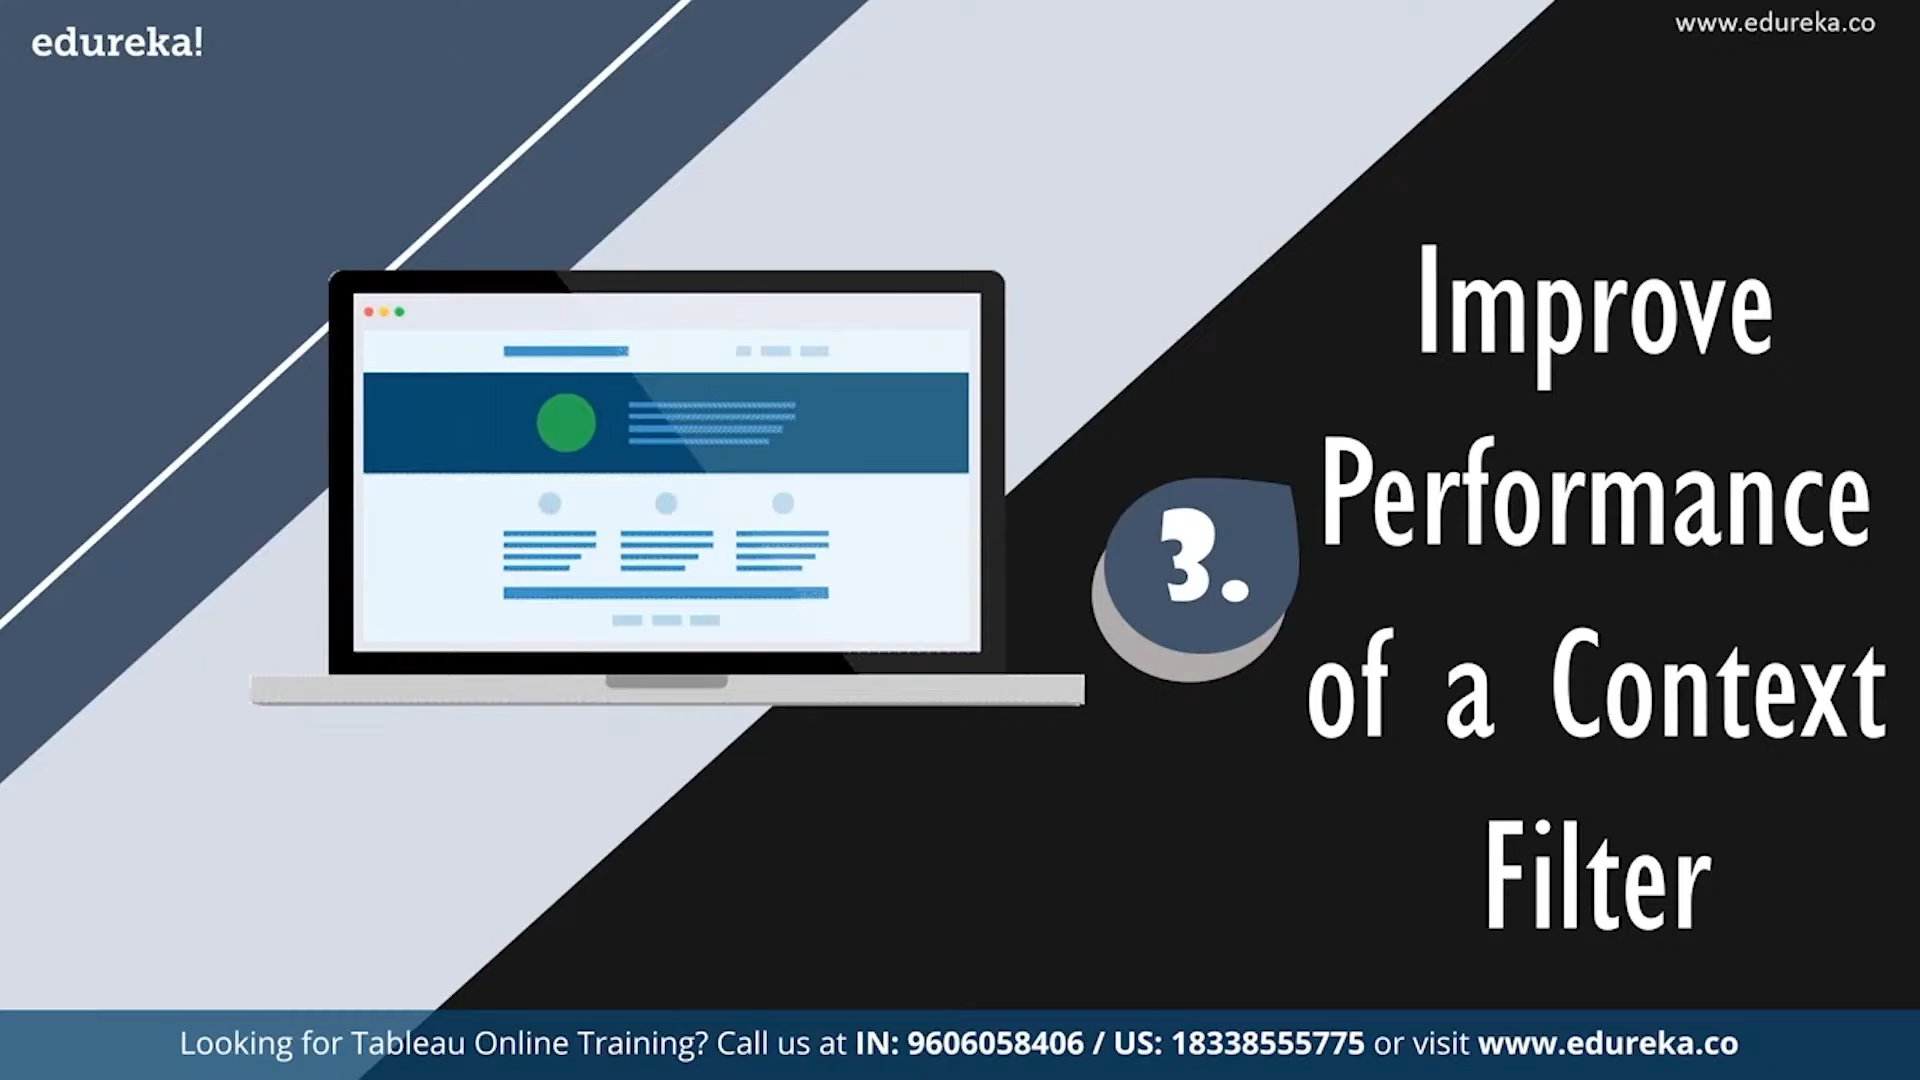 edureka!
www.edureka.co
3.
Improve
Performance
of a Context
Filter
Looking for Tableau Online Training? Call us at IN: 9606058406 / US: 18338555775 or visit www.edureka.co